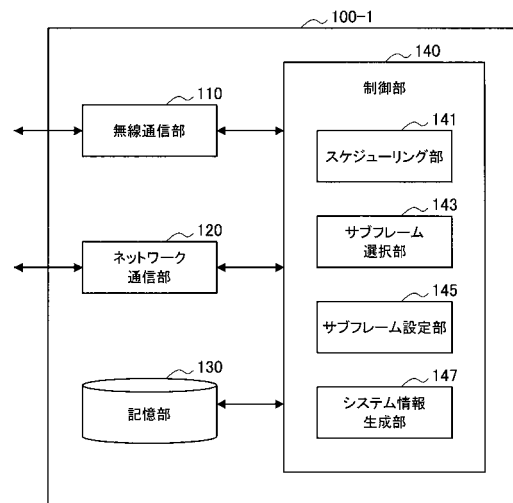 100-1
140
制御部
110
無線通信部
141
スケジューリング部
143
サブフレーム
選択部
120
ネットワーク
通信部
145
サブフレーム設定部
130
記憶部
147
システム情報
生成部